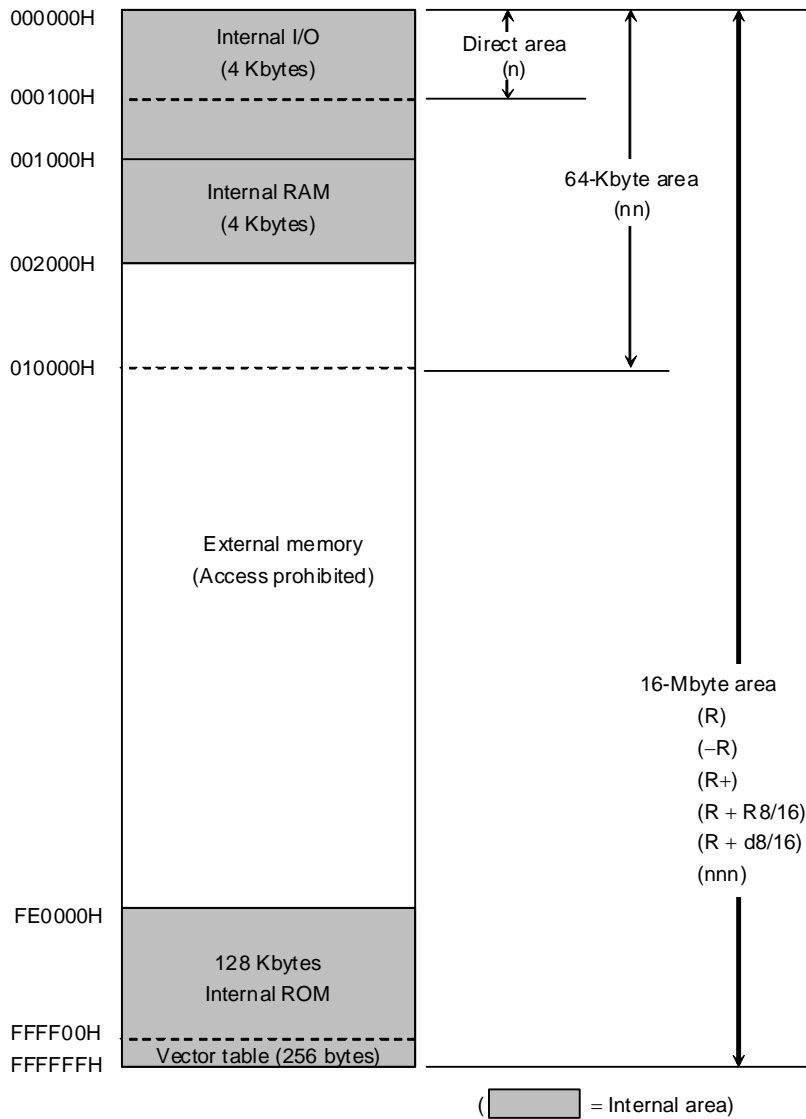 000000H
Internal I/O
(4 Kbytes)
Direct area
(n)
000100H
001000H
Internal RAM
(4 Kbytes)
64-Kbyte area
(nn)
002000H
010000H
External memory
(Access prohibited)
16-Mbyte area
(R)
(−R)
(R+)
(R + R8/16)
(R + d8/16)
(nnn)
FE0000H
128 Kbytes
Internal ROM
FFFF00H
Vector table (256 bytes)
FFFFFFH
( = Internal area)